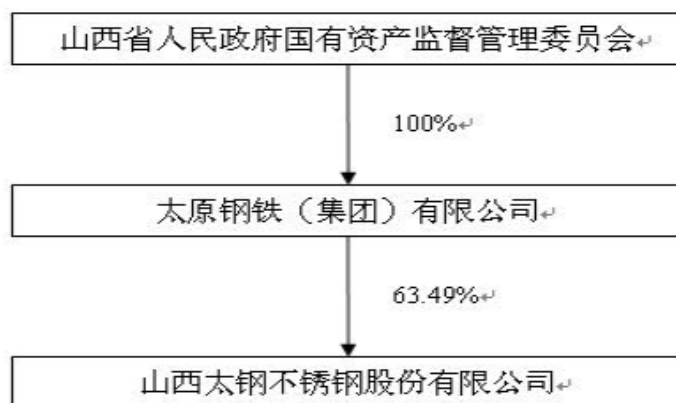 山西省人民政府国有资产监督管理委员会↵
100%↵
太原钢铁（集团）有限公司↵
63.49%↵
山西太钢不锈钢股份有限公司↵